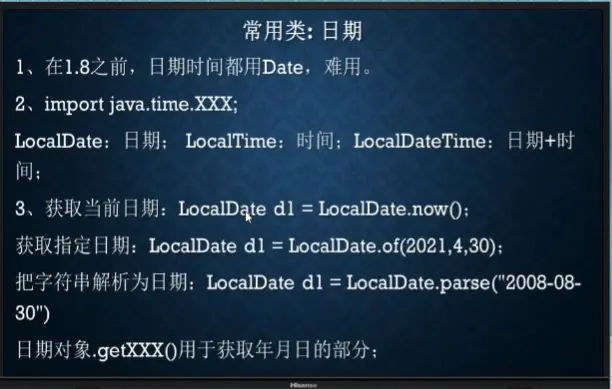 常用类: 日期
1、在1.8之前，日期时间都用Date，难用。
2、import java.time.XXX;
LocalDate：日期； LocalTime：时间；LocalDateTime：日期+时
间；
3、获取当前日期：LocalDate d1 = LocalDate.now()；
获取指定日期：LocalDate d1 = LocalDate.of(2021,4,30)；
把字符串解析为日期：LocalDate d1 = LocalDate.parse("2008-08-
30")
日期对象.getXXX()用于获取年月日的部分；
Hisense